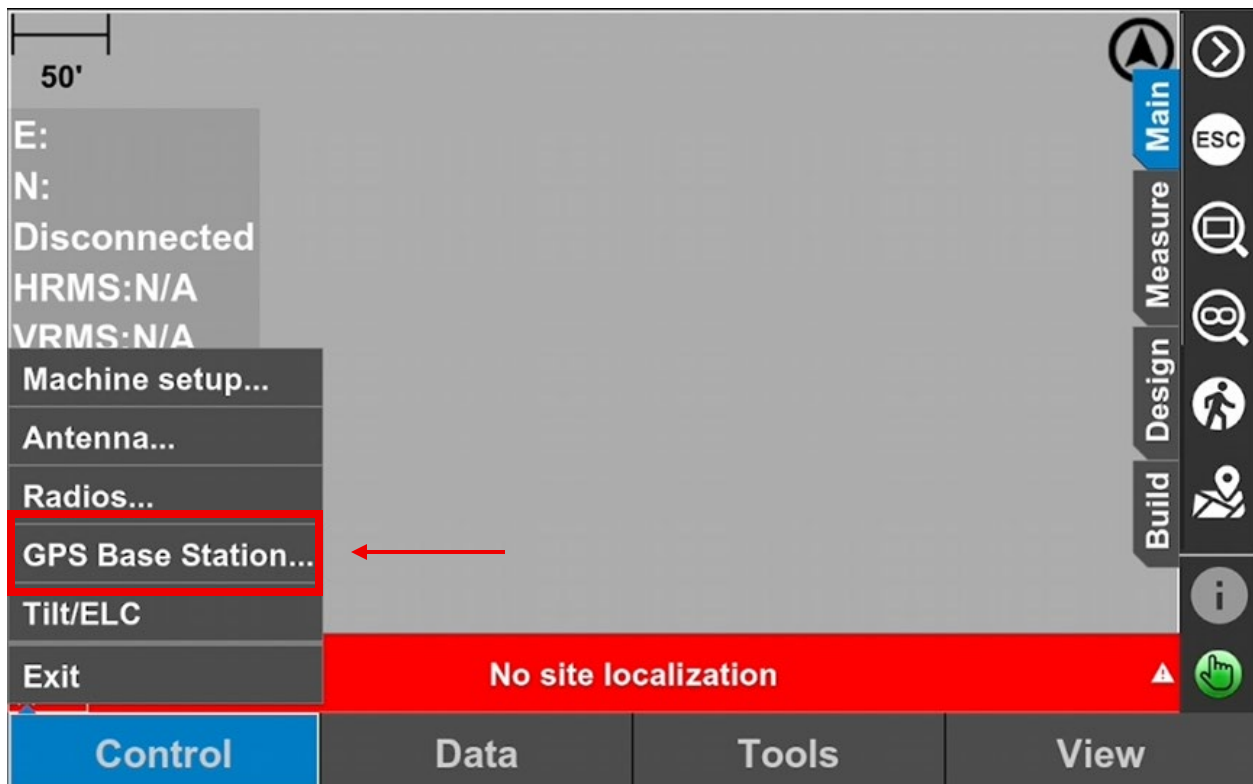 50'
E:
N:
Disconnected
HRMS:N/A
VRMS:N/A
Machine setup...
Antenna...
Radios...
GPS Base Station...
Tilt/ELC
Exit
No site localization
Control
Data
Tools
View
Main
Measure
Design
Build
ESC
i